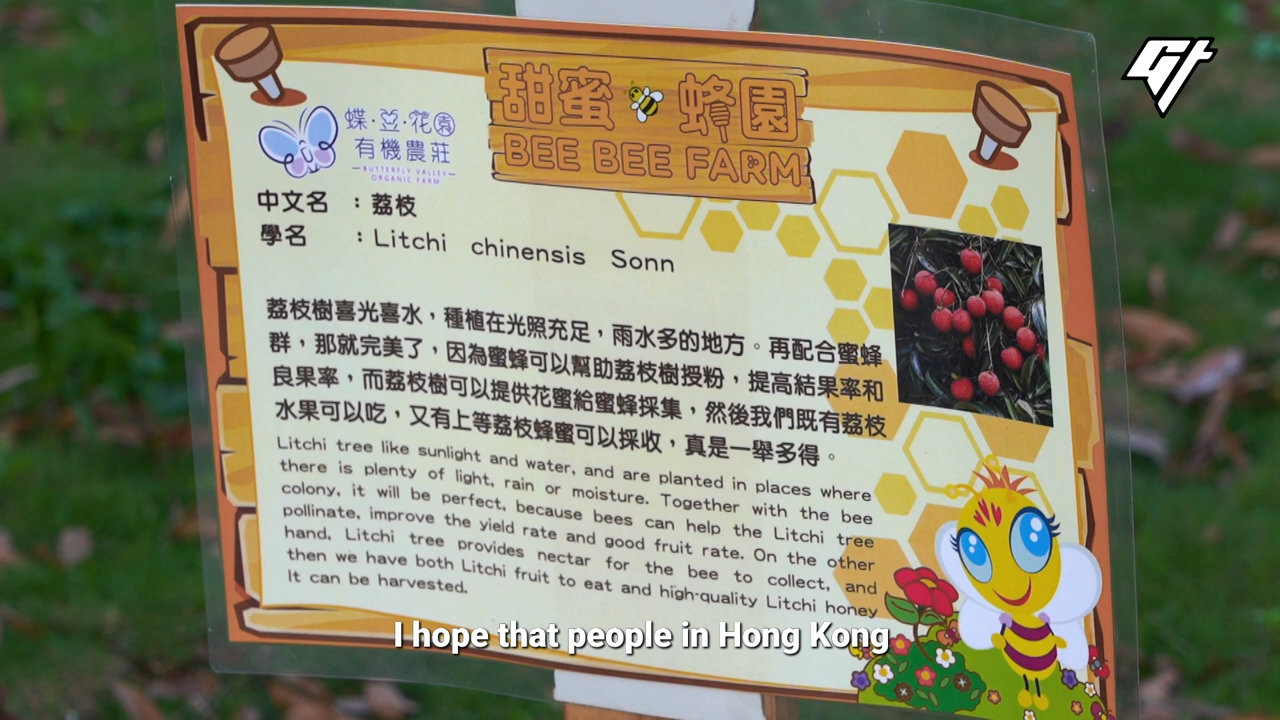 Gt
甜蜜蜂園
BEE BEE FARM
蝶·豆·花園
有機農莊
BUTTERFLY VALLEY
ORGANIC FARM
中文名 ：荔枝
學名 ：Litchi chinensis Sonn
荔枝樹喜光喜水，種植在光照充足，雨水多的地方。再配合蜜蜂
群，那就完美了，因為蜜蜂可以幫助荔枝樹授粉，提高結果率和
良果率，而荔枝樹可以提供花蜜給蜜蜂採集，然後我們既有荔枝
水果可以吃，又有上等荔枝蜂蜜可以採收，真是一舉多得。
Litchi tree like sunlight and water, and are planted in places where
there is plenty of light, rain or moisture. Together with the bee
colony, it will be perfect, because bees can help the Litchi tree
pollinate, improve the yield rate and good fruit rate. On the other
hand, Litchi tree provides nectar for the bee to collect, and
then we have both Litchi fruit to eat and high-quality Litchi honey
It can be harvested.
I hope that people in Hong Kong